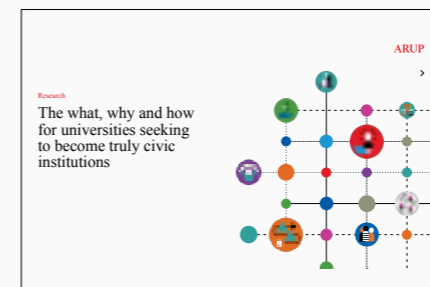 ARUP
Research
The what, why and how
for universities seeking
to become truly civic
institutions